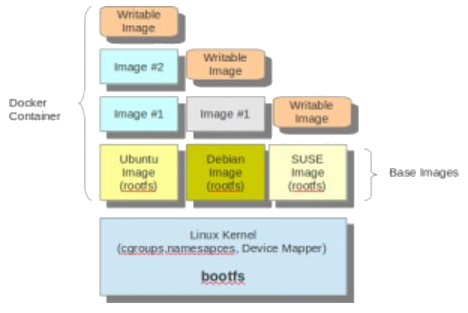 Writable
Image
Image #2
Writable
Image
Docker
Container
Image #1
Image #1
Writable
Image
Ubuntu
Image
(rootfs)
Debian
Image
(rootfs)
SUSE
Image
(rootfs)
Base Images
Linux Kernel
(cgroups,namesapces, Device Mapper)
bootfs